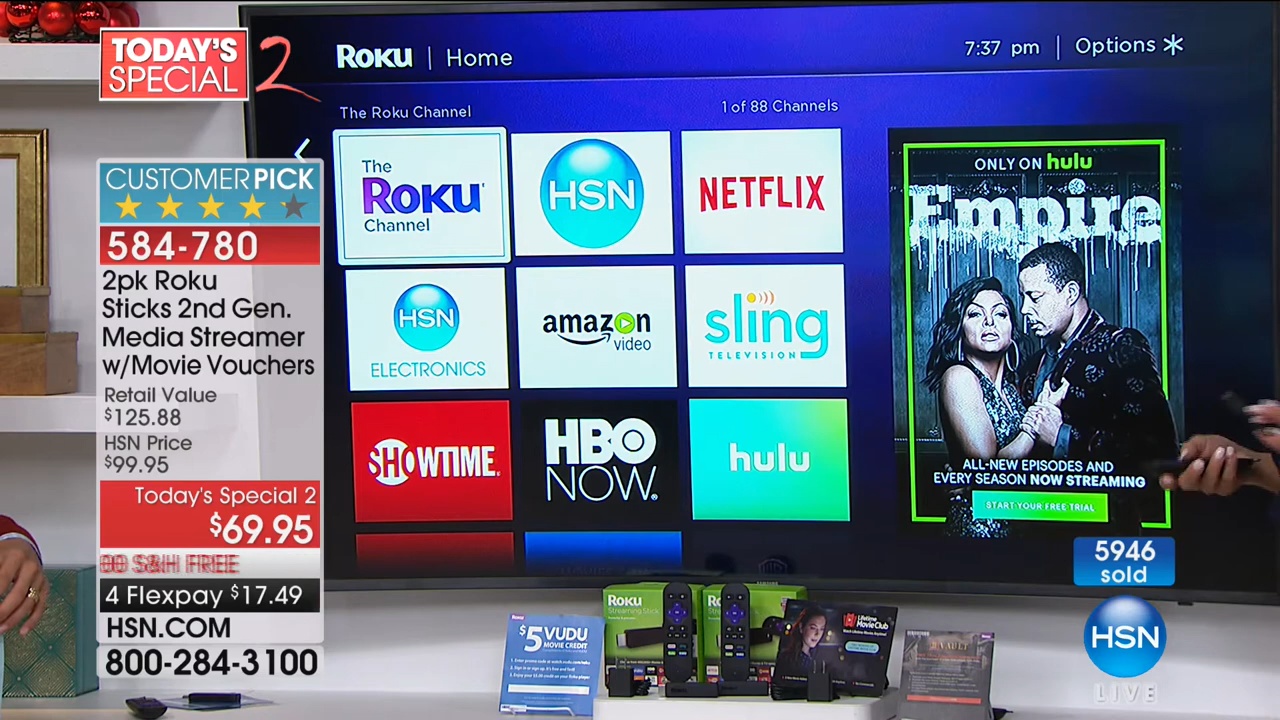 TODAY'S
SPECIAL 2
CUSTOMER PICK
584-780
2pk Roku
Sticks 2nd Gen.
Media Streamer
w/Movie Vouchers
Retail Value
$125.88
HSN Price
$99.95
Today's Special 2
$69.95
S&H FREE
4 Flexpay $17.49
HSN.COM
800-284-3100
Roku | Home
7:37 pm | Options
The Roku Channel
1 of 88 Channels
The
Roku
Channel
HSN
NETFLIX
HSN
ELECTRONICS
amazon
video
sling
TELEVISION
SHOWTIME
HBO
NOW
hulu
ONLY ON hulu
Empire
ALL-NEW EPISODES AND
EVERY SEASON NOW STREAMING
START YOUR FREE TRIAL
SAMSUNG
$5 VUDU
MOVIE CREDIT
Roku
Streaming Stick
Lifetime
Movie Club
5946
sold
HSN
LIVE